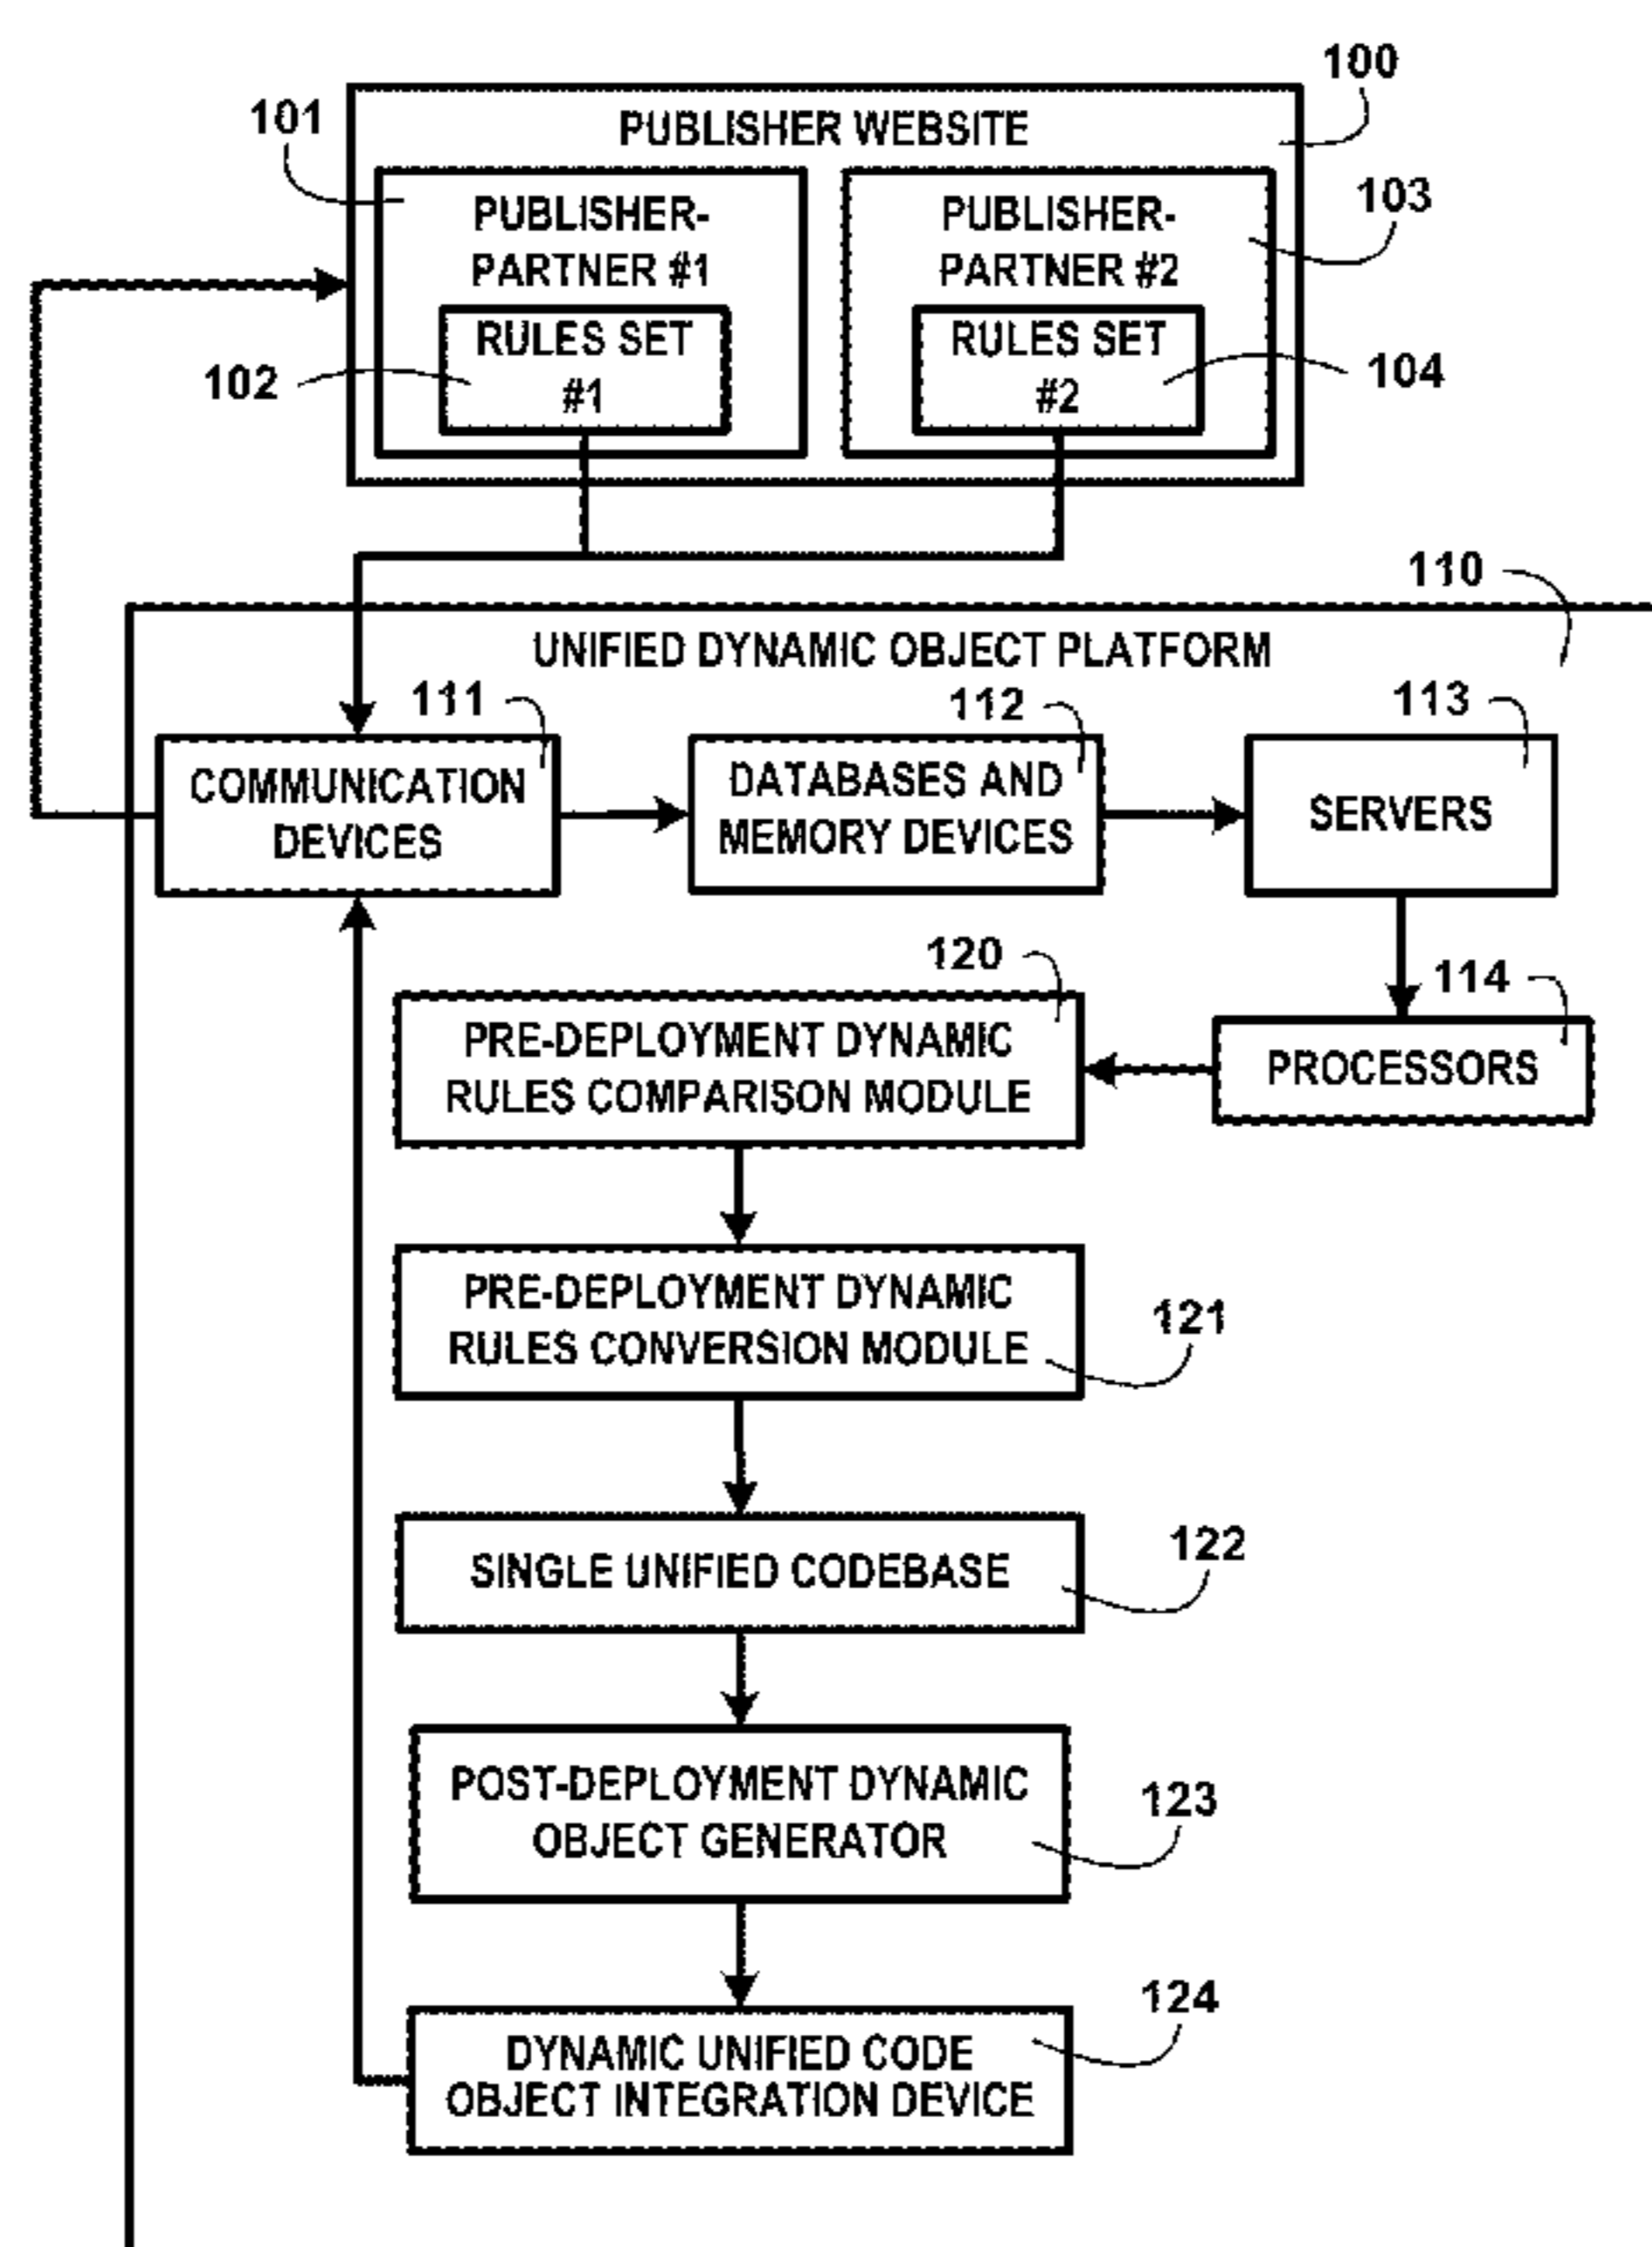 100
101
PUBLISHER WEBSITE
PUBLISHER-
PARTNER #1
PUBLISHER-
PARTNER #2
103
RULES SET
#1
RULES SET
#2
102
104
110
UNIFIED DYNAMIC OBJECT PLATFORM
111
112
113
COMMUNICATION
DEVICES
DATABASES AND
MEMORY DEVICES
SERVERS
120
114
PRE-DEPLOYMENT DYNAMIC
RULES COMPARISON MODULE
PROCESSORS
PRE-DEPLOYMENT DYNAMIC
RULES CONVERSION MODULE
121
SINGLE UNIFIED CODEBASE
122
POST-DEPLOYMENT DYNAMIC
OBJECT GENERATOR
123
DYNAMIC UNIFIED CODE
OBJECT INTEGRATION DEVICE
124